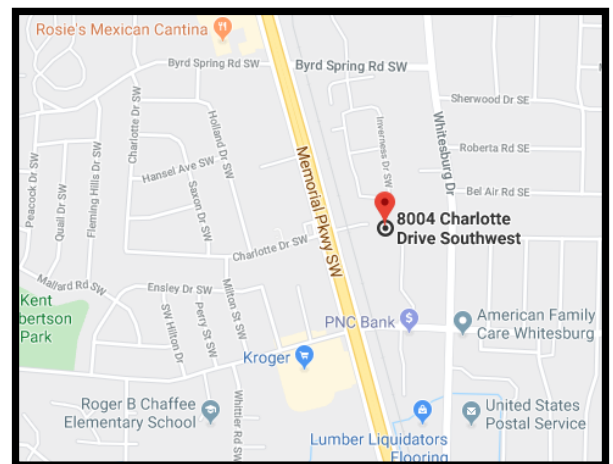 Rosie's Mexican Cantina
Byrd Spring Rd SW
Byrd Spring Rd SW
Sherwood Dr SE
Charlotte Dr SW
Holland Dr SW
Inverness Dr SW
Whitesburg Dr
Roberta Rd SE
Peacock Dr SW
Quail Dr SW
Fleming Hills Dr SW
Hansel Ave SW
Saxon Dr SW
Memorial Pkwy SW
Bel Air Rd SE
8004 Charlotte
Drive Southwest
Charlotte Dr SW
Mallard Rd SW
Ensley Dr SW
Kent
bertson
Park
SW Hilton Dr
Perry St SW
Milton St SW
PNC Bank
American Family
Care Whitesburg
Kroger
Roger B Chaffee
Elementary School
Whittier Rd SW
United States
Postal Service
Lumber Liquidators
Flooring